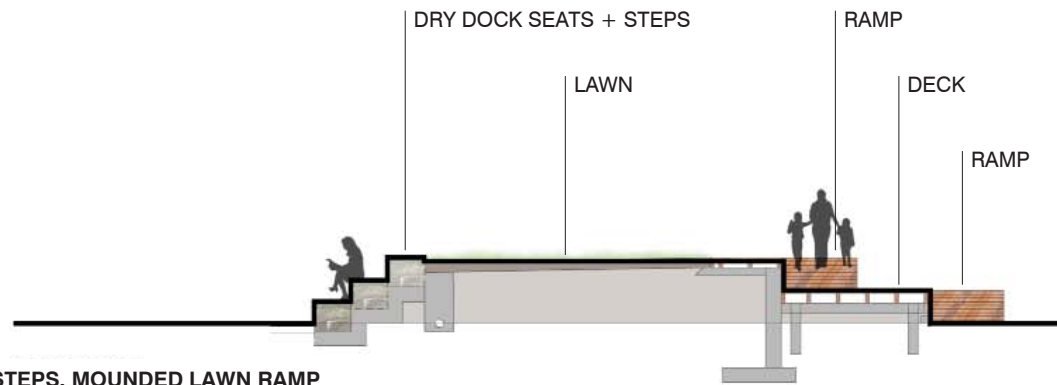 DRY DOCK SEATS + STEPS
RAMP
LAWN
DECK
RAMP
STEPS, MOUNDED LAWN RAMP